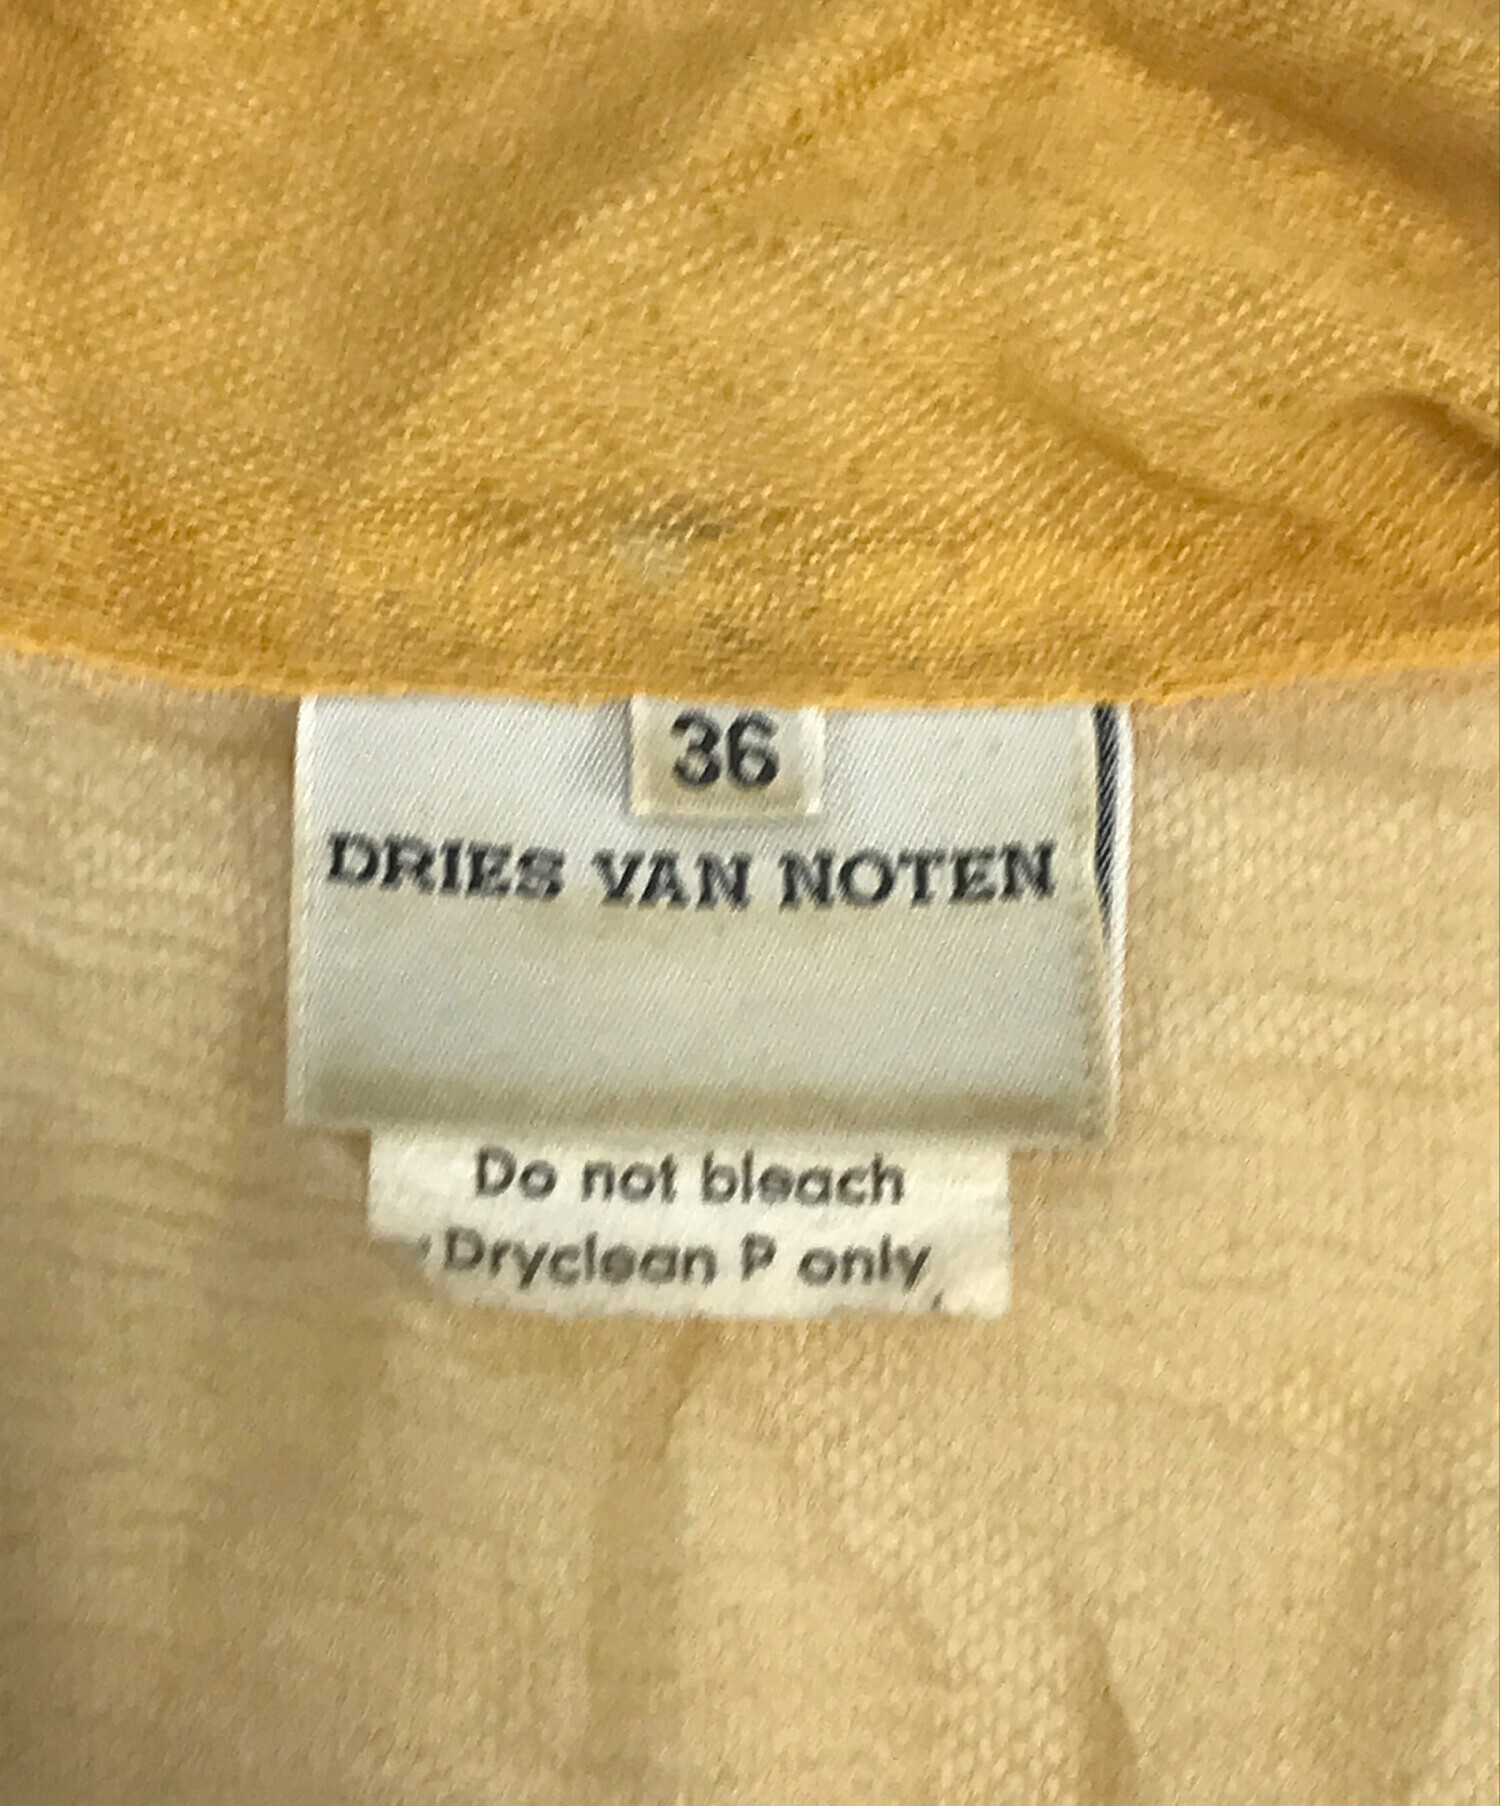 36
DRIES VAN NOTEN
Do not bleach
Dryclean P only